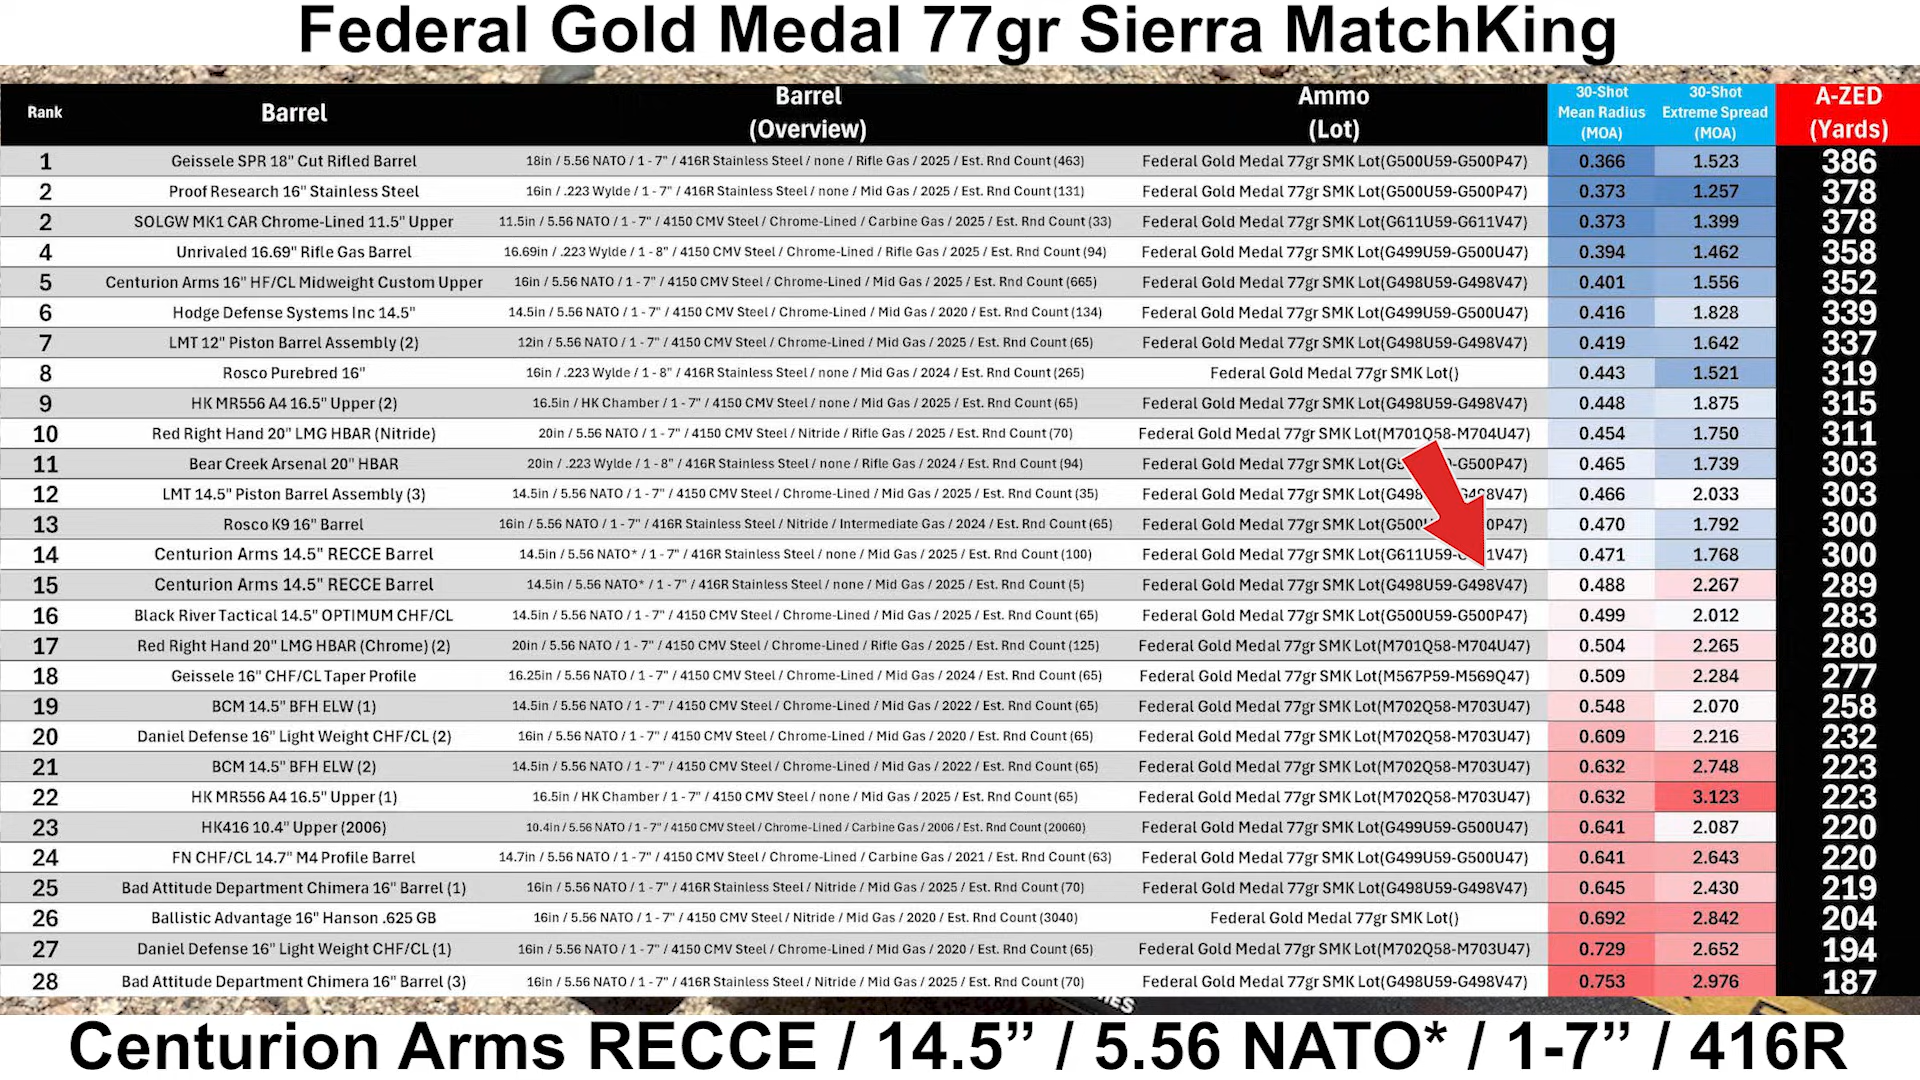 Federal Gold Medal 77gr Sierra MatchKing
Rank Barrel Barrel (Overview) Ammo (Lot) 30-Shot Mean Radius (MOA) 30-Shot Extreme Spread (MOA) A-ZED (Yards)
1 Geissele SPR 18" Cut Rifled Barrel 18in / 5.56 NATO / 1 - 7" / 416R Stainless Steel / none / Rifle Gas / 2025 / Est. Rnd Count (463) Federal Gold Medal 77gr SMK Lot(G500U59-G500P47) 0.366 1.523 386
2 Proof Research 16" Stainless Steel 16in / .223 Wylde / 1 - 7" / 416R Stainless Steel / none / Mid Gas / 2025 / Est. Rnd Count (131) Federal Gold Medal 77gr SMK Lot(G500U59-G500P47) 0.373 1.257 378
2 SOLGW MK1 CAR Chrome-Lined 11.5" Upper 11.5in / 5.56 NATO / 1 - 7" / 4150 CMV Steel / Chrome-Lined / Carbine Gas / 2025 / Est. Rnd Count (33) Federal Gold Medal 77gr SMK Lot(G611U59-G611V47) 0.373 1.399 378
4 Unrivaled 16.69" Rifle Gas Barrel 16.69in / .223 Wylde / 1 - 8" / 4150 CMV Steel / Chrome-Lined / Rifle Gas / 2025 / Est. Rnd Count (94) Federal Gold Medal 77gr SMK Lot(G499U59-G500U47) 0.394 1.462 358
5 Centurion Arms 16" HF/CL Midweight Custom Upper 16in / 5.56 NATO / 1 - 7" / 4150 CMV Steel / Chrome-Lined / Mid Gas / 2025 / Est. Rnd Count (665) Federal Gold Medal 77gr SMK Lot(G498U59-G498V47) 0.401 1.556 352
6 Hodge Defense Systems Inc 14.5" 14.5in / 5.56 NATO / 1 - 7" / 4150 CMV Steel / Chrome-Lined / Mid Gas / 2020 / Est. Rnd Count (134) Federal Gold Medal 77gr SMK Lot(G499U59-G500U47) 0.416 1.828 339
7 LMT 12" Piston Barrel Assembly (2) 12in / 5.56 NATO / 1 - 7" / 4150 CMV Steel / Chrome-Lined / Mid Gas / 2025 / Est. Rnd Count (65) Federal Gold Medal 77gr SMK Lot(G498U59-G498V47) 0.419 1.642 337
8 Rosco Purebred 16" 16in / .223 Wylde / 1 - 8" / 416R Stainless Steel / none / Mid Gas / 2024 / Est. Rnd Count (265) Federal Gold Medal 77gr SMK Lot() 0.443 1.521 319
9 HK MR556 A4 16.5" Upper (2) 16.5in / HK Chamber / 1 - 7" / 4150 CMV Steel / none / Mid Gas / 2025 / Est. Rnd Count (65) Federal Gold Medal 77gr SMK Lot(G498U59-G498V47) 0.448 1.875 315
10 Red Right Hand 20" LMG HBAR (Nitride) 20in / 5.56 NATO / 1 - 7" / 4150 CMV Steel / Nitride / Rifle Gas / 2025 / Est. Rnd Count (70) Federal Gold Medal 77gr SMK Lot(M701Q58-M704U47) 0.454 1.750 311
11 Bear Creek Arsenal 20" HBAR 20in / .223 Wylde / 1 - 8" / 416R Stainless Steel / none / Rifle Gas / 2024 / Est. Rnd Count (94) Federal Gold Medal 77gr SMK -G500P47) 0.465 1.739 303
12 LMT 14.5" Piston Barrel Assembly (3) 14.5in / 5.56 NATO / 1 - 7" / 4150 CMV Steel / Chrome-Lined / Mid Gas / 2025 / Est. Rnd Count (35) Federal Gold Medal 77gr SMK Lot(G498 G498V47) 0.466 2.033 303
13 Rosco K9 16" Barrel 16in / 5.56 NATO / 1 - 7" / 416R Stainless Steel / Nitride / Intermediate Gas / 2024 / Est. Rnd Count (65) Federal Gold Medal 77gr SMK Lot(G500 0P47) 0.470 1.792 300
14 Centurion Arms 14.5" RECCE Barrel 14.5in / 5.56 NATO* / 1 - 7" / 416R Stainless Steel / none / Mid Gas / 2025 / Est. Rnd Count (100) Federal Gold Medal 77gr SMK Lot(G611U59- 1V47) 0.471 1.768 300
15 Centurion Arms 14.5" RECCE Barrel 14.5in / 5.56 NATO* / 1 - 7" / 416R Stainless Steel / none / Mid Gas / 2025 / Est. Rnd Count (5) Federal Gold Medal 77gr SMK Lot(G498U59-G498V47) 0.488 2.267 289
16 Black River Tactical 14.5" OPTIMUM CHF/CL 14.5in / 5.56 NATO / 1 - 7" / 4150 CMV Steel / Chrome-Lined / Mid Gas / 2025 / Est. Rnd Count (65) Federal Gold Medal 77gr SMK Lot(G500U59-G500P47) 0.499 2.012 283
17 Red Right Hand 20" LMG HBAR (Chrome) (2) 20in / 5.56 NATO / 1 - 7" / 4150 CMV Steel / Chrome-Lined / Rifle Gas / 2025 / Est. Rnd Count (125) Federal Gold Medal 77gr SMK Lot(M701Q58-M704U47) 0.504 2.265 280
18 Geissele 16" CHF/CL Taper Profile 16.25in / 5.56 NATO / 1 - 7" / 4150 CMV Steel / Chrome-Lined / Mid Gas / 2024 / Est. Rnd Count (65) Federal Gold Medal 77gr SMK Lot(M567P59-M569Q47) 0.509 2.284 277
19 BCM 14.5" BFH ELW (1) 14.5in / 5.56 NATO / 1 - 7" / 4150 CMV Steel / Chrome-Lined / Mid Gas / 2022 / Est. Rnd Count (65) Federal Gold Medal 77gr SMK Lot(M702Q58-M703U47) 0.548 2.070 258
20 Daniel Defense 16" Light Weight CHF/CL (2) 16in / 5.56 NATO / 1 - 7" / 4150 CMV Steel / Chrome-Lined / Mid Gas / 2020 / Est. Rnd Count (65) Federal Gold Medal 77gr SMK Lot(M702Q58-M703U47) 0.609 2.216 232
21 BCM 14.5" BFH ELW (2) 14.5in / 5.56 NATO / 1 - 7" / 4150 CMV Steel / Chrome-Lined / Mid Gas / 2022 / Est. Rnd Count (65) Federal Gold Medal 77gr SMK Lot(M702Q58-M703U47) 0.632 2.748 223
22 HK MR556 A4 16.5" Upper (1) 16.5in / HK Chamber / 1 - 7" / 4150 CMV Steel / none / Mid Gas / 2025 / Est. Rnd Count (65) Federal Gold Medal 77gr SMK Lot(M702Q58-M703U47) 0.632 3.123 223
23 HK416 10.4" Upper (2006) 10.4in / 5.56 NATO / 1 - 7" / 4150 CMV Steel / Chrome-Lined / Carbine Gas / 2006 / Est. Rnd Count (20060) Federal Gold Medal 77gr SMK Lot(G499U59-G500U47) 0.641 2.087 220
24 FN CHF/CL 14.7" M4 Profile Barrel 14.7in / 5.56 NATO / 1 - 7" / 4150 CMV Steel / Chrome-Lined / Carbine Gas / 2021 / Est. Rnd Count (63) Federal Gold Medal 77gr SMK Lot(G499U59-G500U47) 0.641 2.643 220
25 Bad Attitude Department Chimera 16" Barrel (1) 16in / 5.56 NATO / 1 - 7" / 416R Stainless Steel / Nitride / Mid Gas / 2025 / Est. Rnd Count (70) Federal Gold Medal 77gr SMK Lot(G498U59-G498V47) 0.645 2.430 219
26 Ballistic Advantage 16" Hanson .625 GB 16in / 5.56 NATO / 1 - 7" / 4150 CMV Steel / Nitride / Mid Gas / 2020 / Est. Rnd Count (3040) Federal Gold Medal 77gr SMK Lot() 0.692 2.842 204
27 Daniel Defense 16" Light Weight CHF/CL (1) 16in / 5.56 NATO / 1 - 7" / 4150 CMV Steel / Chrome-Lined / Mid Gas / 2020 / Est. Rnd Count (65) Federal Gold Medal 77gr SMK Lot(M702Q58-M703U47) 0.729 2.652 194
28 Bad Attitude Department Chimera 16" Barrel (3) 16in / 5.56 NATO / 1 - 7" / 416R Stainless Steel / Nitride / Mid Gas / 2025 / Est. Rnd Count (70) Federal Gold Medal 77gr SMK Lot(G498U59-G498V47) 0.753 2.976 187
Centurion Arms RECCE / 14.5” / 5.56 NATO* / 1-7” / 416R